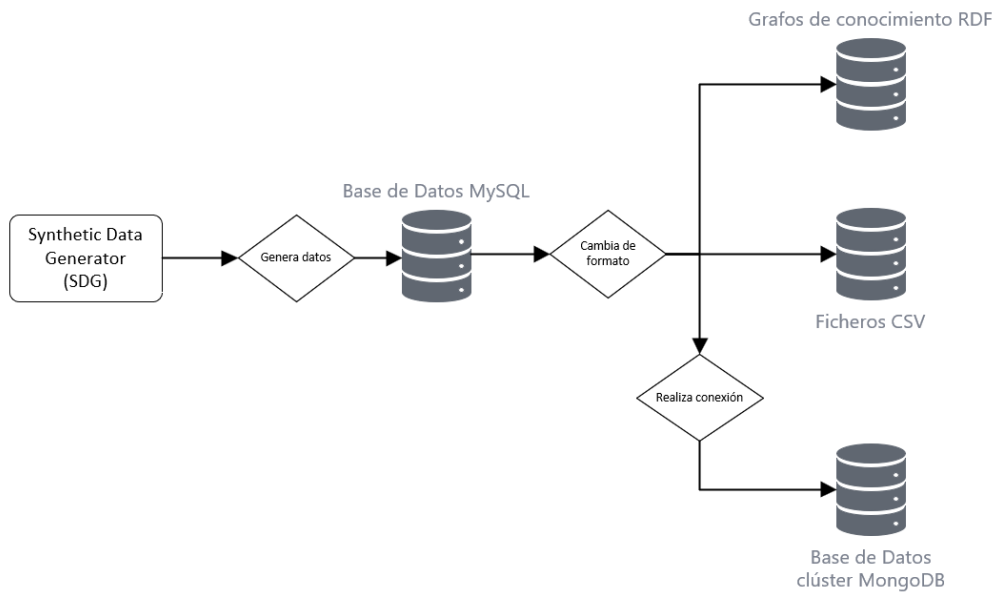 Grafos de conocimiento RDF
Base de Datos MySQL
Synthetic Data
Generator
(SDG)
Genera datos
Cambia de
formato
Ficheros CSV
Realiza conexión
Base de Datos
clúster MongoDB